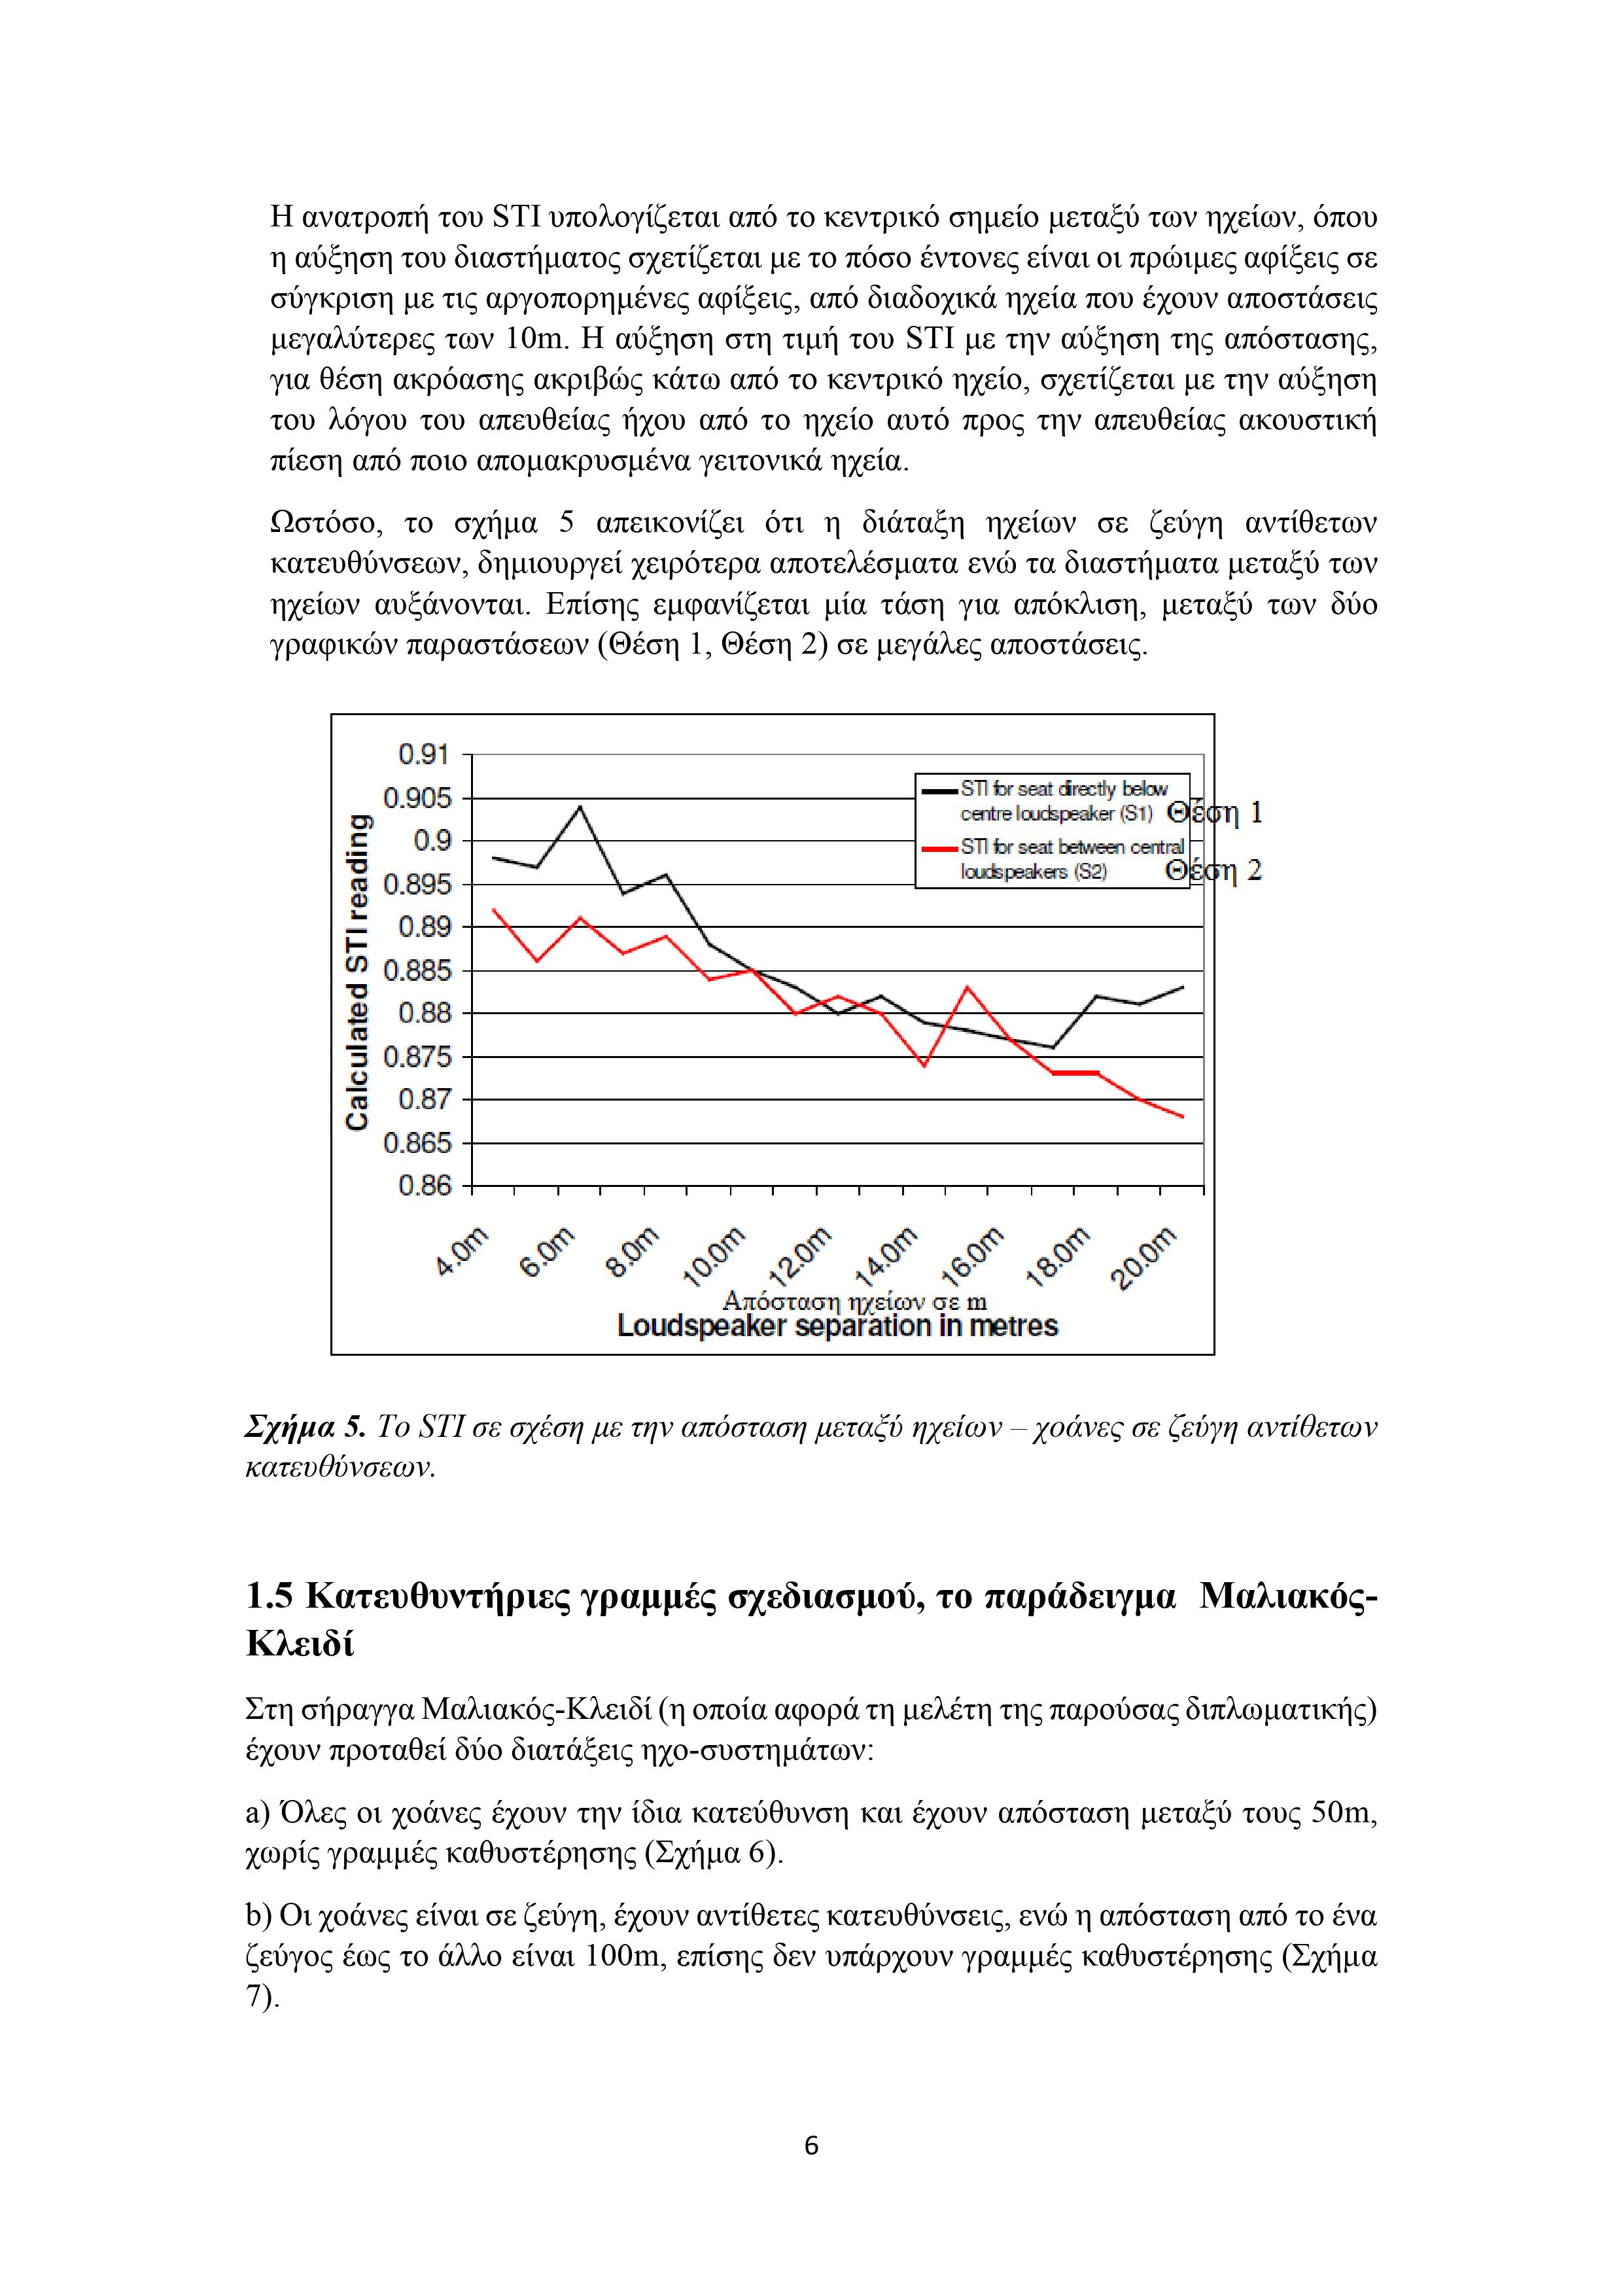 Η ανατροπή του STI υπολογίζεται από το κεντρικό σημείο μεταξύ των ηχείων, όπου
η αύξηση του διαστήματος σχετίζεται με το πόσο έντονες είναι οι πρώιμες αφίξεις σε
σύγκριση με τις αργοπορημένες αφίξεις, από διαδοχικά ηχεία που έχουν αποστάσεις
μεγαλύτερες των 10m. Η αύξηση στη τιμή του STI με την αύξηση της απόστασης,
για θέση ακρόασης ακριβώς κάτω από το κεντρικό ηχείο, σχετίζεται με την αύξηση
του λόγου του απευθείας ήχου από το ηχείο αυτό προς την απευθείας ακουστική
πίεση από ποιο απομακρυσμένα γειτονικά ηχεία.
Ωστόσο, το σχήμα 5 απεικονίζει ότι η διάταξη ηχείων σε ζεύγη αντίθετων
κατευθύνσεων, δημιουργεί χειρότερα αποτελέσματα ενώ τα διαστήματα μεταξύ των
ηχείων αυξάνονται. Επίσης εμφανίζεται μία τάση για απόκλιση, μεταξύ των δύο
γραφικών παραστάσεων (Θέση 1, Θέση 2) σε μεγάλες αποστάσεις.
Calculated STI reading
0.91
0.905
0.9
0.895
0.89
0.885
0.88
0.875
0.87
0.865
0.86
STI for seat directly below
centre loudspeaker (S1) Θέση 1
STI for seat between central
loudspeakers (S2) Θέση 2
4.0m 6.0m 8.0m 10.0m 12.0m 14.0m 16.0m 18.0m 20.0m
Απόσταση ηχείων σε m
Loudspeaker separation in metres
Σχήμα 5. Το STI σε σχέση με την απόσταση μεταξύ ηχείων – χοάνες σε ζεύγη αντίθετων
κατευθύνσεων.
1.5 Κατευθυντήριες γραμμές σχεδιασμού, το παράδειγμα Μαλιακός-
Κλειδί
Στη σήραγγα Μαλιακός-Κλειδί (η οποία αφορά τη μελέτη της παρούσας διπλωματικής)
έχουν προταθεί δύο διατάξεις ηχο-συστημάτων:
a) Όλες οι χοάνες έχουν την ίδια κατεύθυνση και έχουν απόσταση μεταξύ τους 50m,
χωρίς γραμμές καθυστέρησης (Σχήμα 6).
b) Οι χοάνες είναι σε ζεύγη, έχουν αντίθετες κατευθύνσεις, ενώ η απόσταση από το ένα
ζεύγος έως το άλλο είναι 100m, επίσης δεν υπάρχουν γραμμές καθυστέρησης (Σχήμα
7).
6